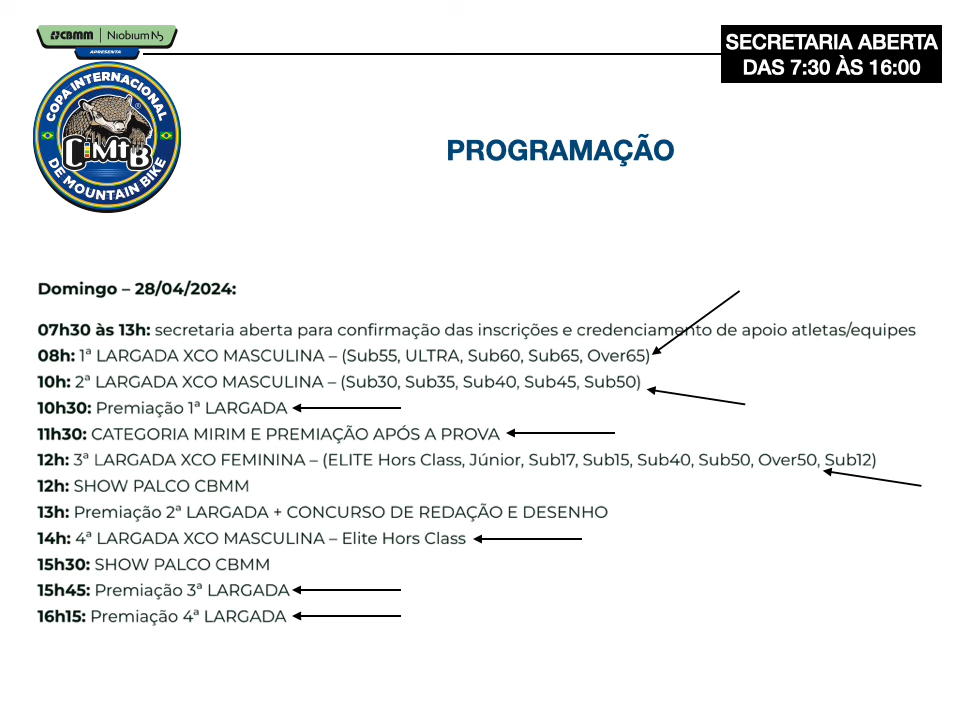 CBMM | Niobium N5
APRESENTA
COPA INTERNACIONAL
CiMTB
DE MOUNTAIN BIKE
SECRETARIA ABERTA
DAS 7:30 ÀS 16:00
PROGRAMAÇÃO
Domingo – 28/04/2024:
07h30 às 13h: secretaria aberta para confirmação das inscrições e credenciamento de apoio atletas/equipes
08h: 1ª LARGADA XCO MASCULINA – (Sub55, ULTRA, Sub60, Sub65, Over65)
10h: 2ª LARGADA XCO MASCULINA – (Sub30, Sub35, Sub40, Sub45, Sub50)
10h30: Premiação 1ª LARGADA
11h30: CATEGORIA MIRIM E PREMIAÇÃO APÓS A PROVA
12h: 3ª LARGADA XCO FEMININA – (ELITE Hors Class, Júnior, Sub17, Sub15, Sub40, Sub50, Over50, Sub12)
12h: SHOW PALCO CBMM
13h: Premiação 2ª LARGADA + CONCURSO DE REDAÇÃO E DESENHO
14h: 4ª LARGADA XCO MASCULINA – Elite Hors Class
15h30: SHOW PALCO CBMM
15h45: Premiação 3ª LARGADA
16h15: Premiação 4ª LARGADA